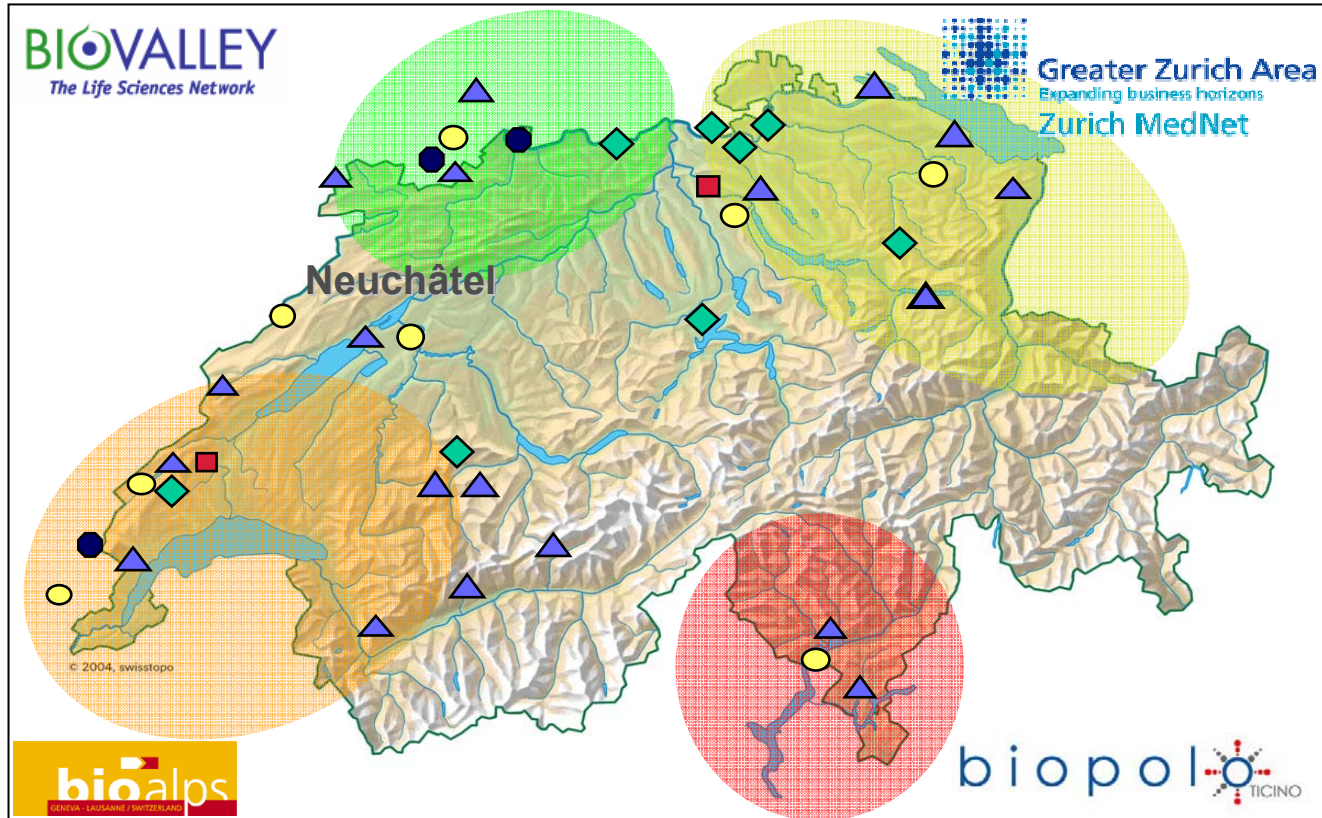 BIOVALLEY
The Life Sciences Network
Greater Zurich Area
Expanding business horizons
Zurich MedNet
Neuchâtel
© 2004, swisstopo
bioalps
GENEVA - LAUSANNE / SWITZERLAND
biopolo
TICINO